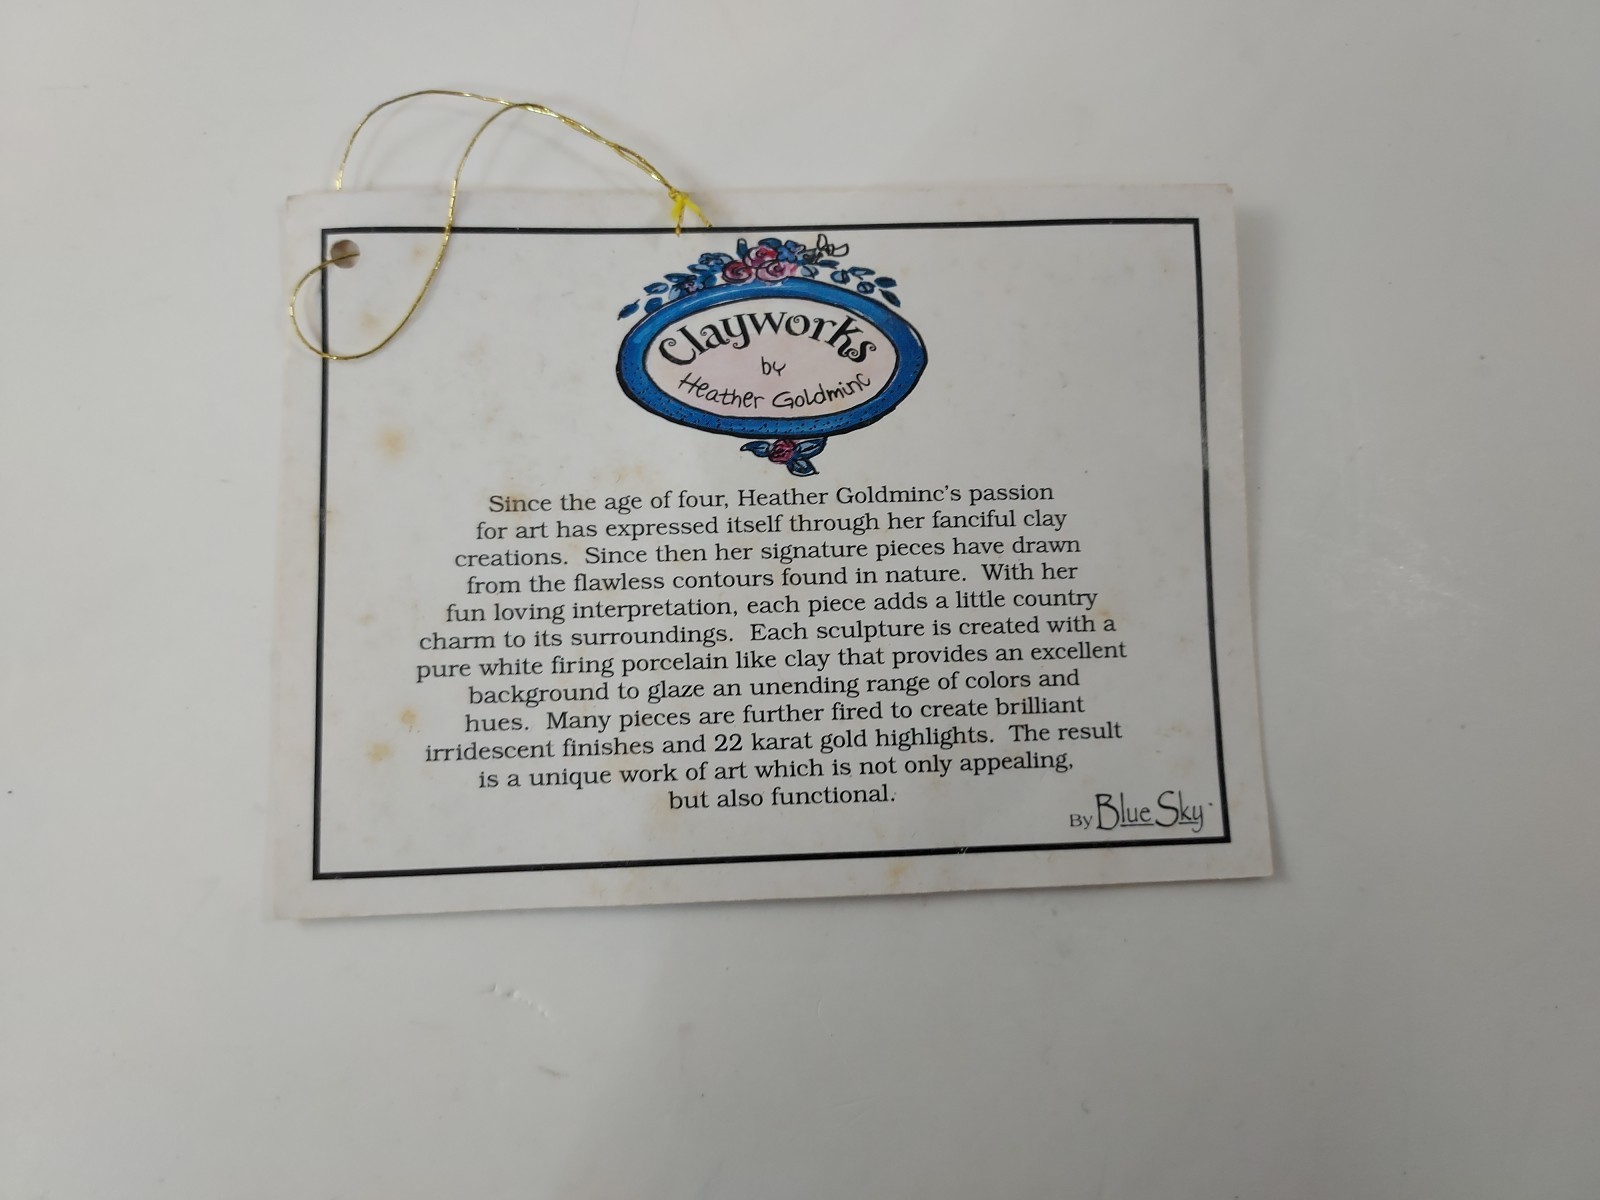 Clayworks
by
Heather Goldminc
Since the age of four, Heather Goldminc's passion
for art has expressed itself through her fanciful clay
creations. Since then her signature pieces have drawn
from the flawless contours found in nature. With her
fun loving interpretation, each piece adds a little country
charm to its surroundings. Each sculpture is created with a
pure white firing porcelain like clay that provides an excellent
background to glaze an unending range of colors and
hues. Many pieces are further fired to create brilliant
irridescent finishes and 22 karat gold highlights. The result
is a unique work of art which is not only appealing,
but also functional.
By Blue Sky